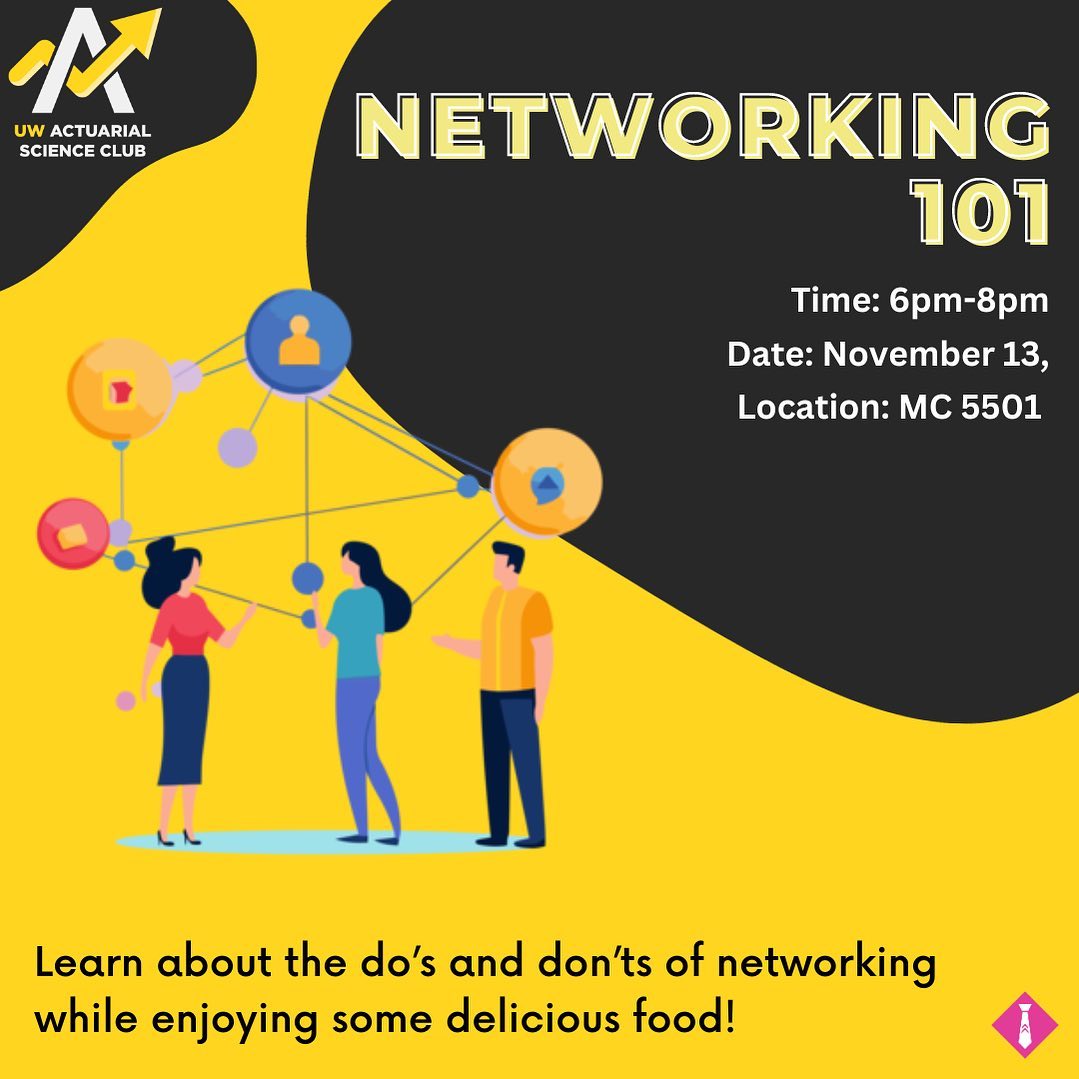 UW ACTUARIAL
SCIENCE CLUB
NETWORKING
101
Time: 6pm-8pm
Date: November 13,
Location: MC 5501
Learn about the do’s and don’ts of networking
while enjoying some delicious food!